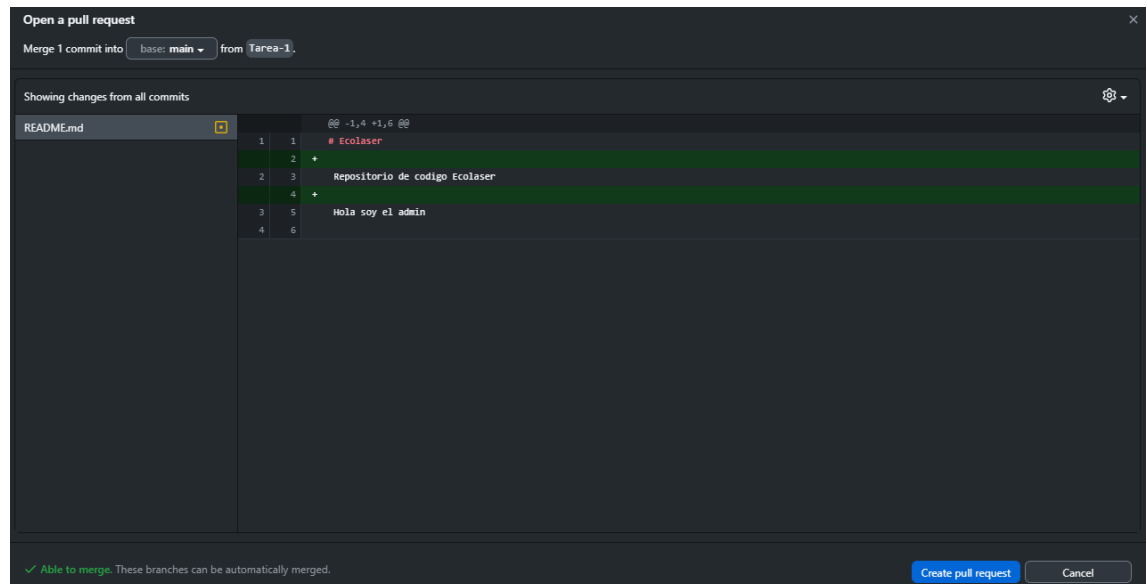 Open a pull request ×
Merge 1 commit into base: main from Tarea-1.
Showing changes from all commits
README.md
@@ -1,4 +1,6 @@
1 1 # Ecolaser
2 +
2 3 Repositorio de codigo Ecolaser
4 +
3 5 Hola soy el admin
4 6
✓ Able to merge. These branches can be automatically merged.
Create pull request Cancel